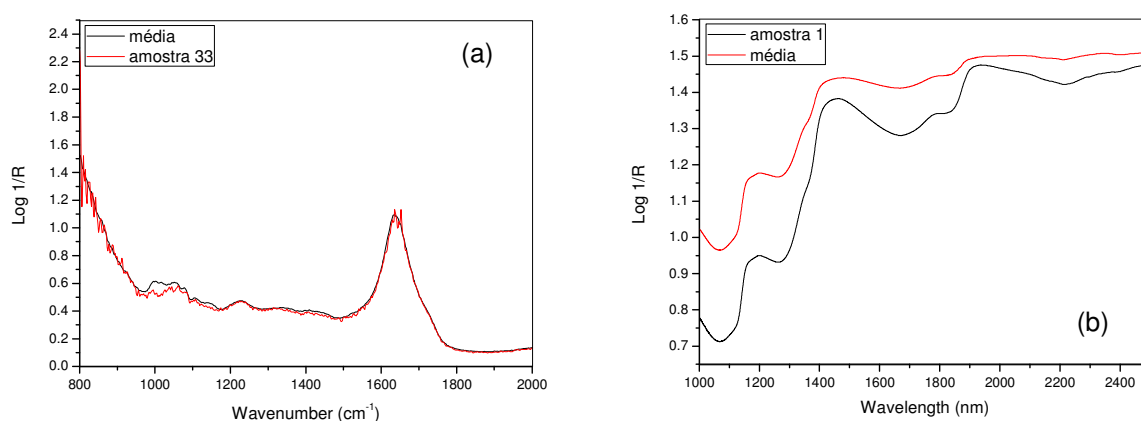 média
amostra 33
(a)
2.4
2.2
2.0
1.8
1.6
1.4
1.2
1.0
0.8
0.6
0.4
0.2
0.0
Log 1/R
800 1000 1200 1400 1600 1800 2000
Wavenumber (cm⁻¹)
amostra 1
média
(b)
1.6
1.5
1.4
1.3
1.2
1.1
1.0
0.9
0.8
0.7
Log 1/R
1000 1200 1400 1600 1800 2000 2200 2400
Wavelength (nm)